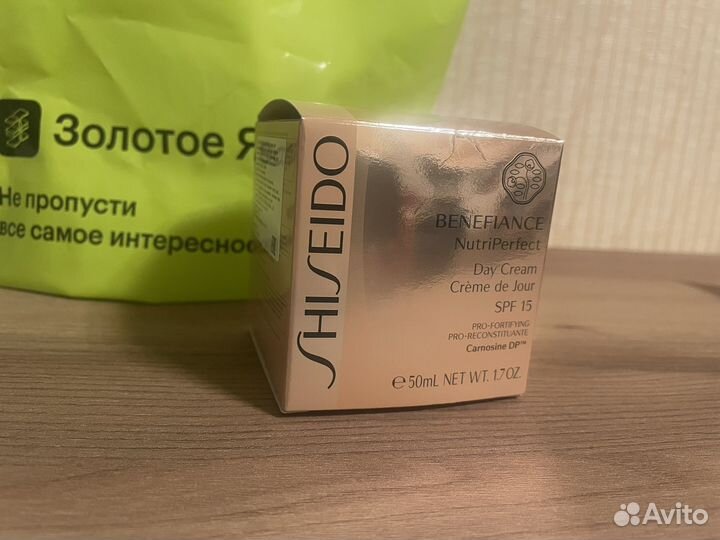 Золотое Я
Не пропусти
все самое интересное
SHISEIDO
BENEFIANCE
NutriPerfect
Day Cream
Crème de Jour
SPF 15
PRO-FORTIFYING
PRO-RECONSTITUANTE
Carnosine DP™
℮ 50mL NET WT. 1.7 OZ.
Avito